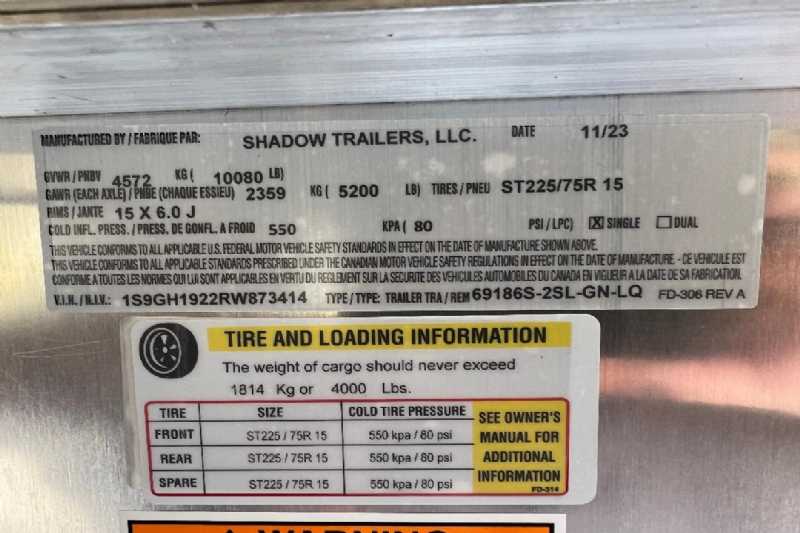 MANUFACTURED BY / FABRIQUE PAR: SHADOW TRAILERS, LLC. DATE 11/23
GVWR / PNBV 4572 KG ( 10080 LB)
GAWR (EACH AXLE) / PNBE (CHAQUE ESSIEU) 2359 KG ( 5200 LB) TIRES / PNEU ST225/75R 15
RIMS / JANTE 15 X 6.0 J
COLD INFL. PRESS. / PRESS. DE GONFL. A FROID 550 KPA ( 80 PSI / LPC) X SINGLE DUAL
THIS VEHICLE CONFORMS TO ALL APPLICABLE U.S. FEDERAL MOTOR VEHICLE SAFETY STANDARDS IN EFFECT ON THE DATE OF MANUFACTURE SHOWN ABOVE.
THIS VEHICLE CONFORMS TO ALL APPLICABLE STANDARDS PRESCRIBED UNDER THE CANADIAN MOTOR VEHICLE SAFETY REGULATIONS IN EFFECT ON THE DATE OF MANUFACTURE - CE VEHICULE EST
CONFORME A TOUTES LES NORMES QUI LUI SONT APPLICABLES EN VERTU DU REGLEMENT SUR LA SECURITE DES VEHICULES AUTOMOBILES DU CANADA EN VIGUEUR A LA DATE DE SA FABRICATION.
V.I.N. / N.I.V.: 1S9GH1922RW873414 TYPE / TYPE: TRAILER TRA / REM 69186S-2SL-GN-LQ FD-306 REV A
TIRE AND LOADING INFORMATION
The weight of cargo should never exceed
1814 Kg or 4000 Lbs.
TIRE SIZE COLD TIRE PRESSURE SEE OWNER'S
FRONT ST225 / 75R 15 550 kpa / 80 psi MANUAL FOR
REAR ST225 / 75R 15 550 kpa / 80 psi ADDITIONAL
SPARE ST225 / 75R 15 550 kpa / 80 psi INFORMATION
FD-314
WARNING